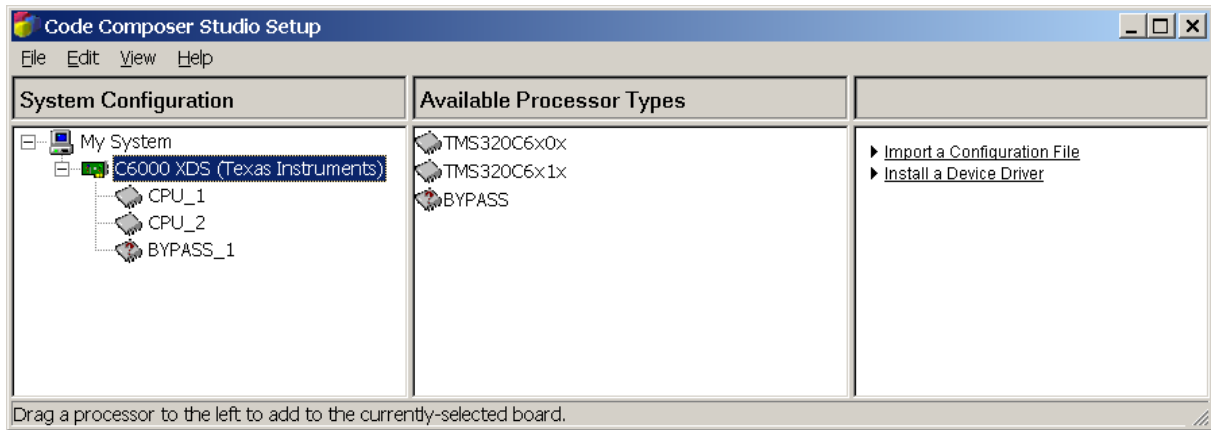 Code Composer Studio Setup
File Edit View Help
System Configuration
Available Processor Types
My System
C6000 XDS (Texas Instruments)
CPU_1
CPU_2
BYPASS_1
TMS320C6x0x
TMS320C6x1x
BYPASS
Import a Configuration File
Install a Device Driver
Drag a processor to the left to add to the currently-selected board.